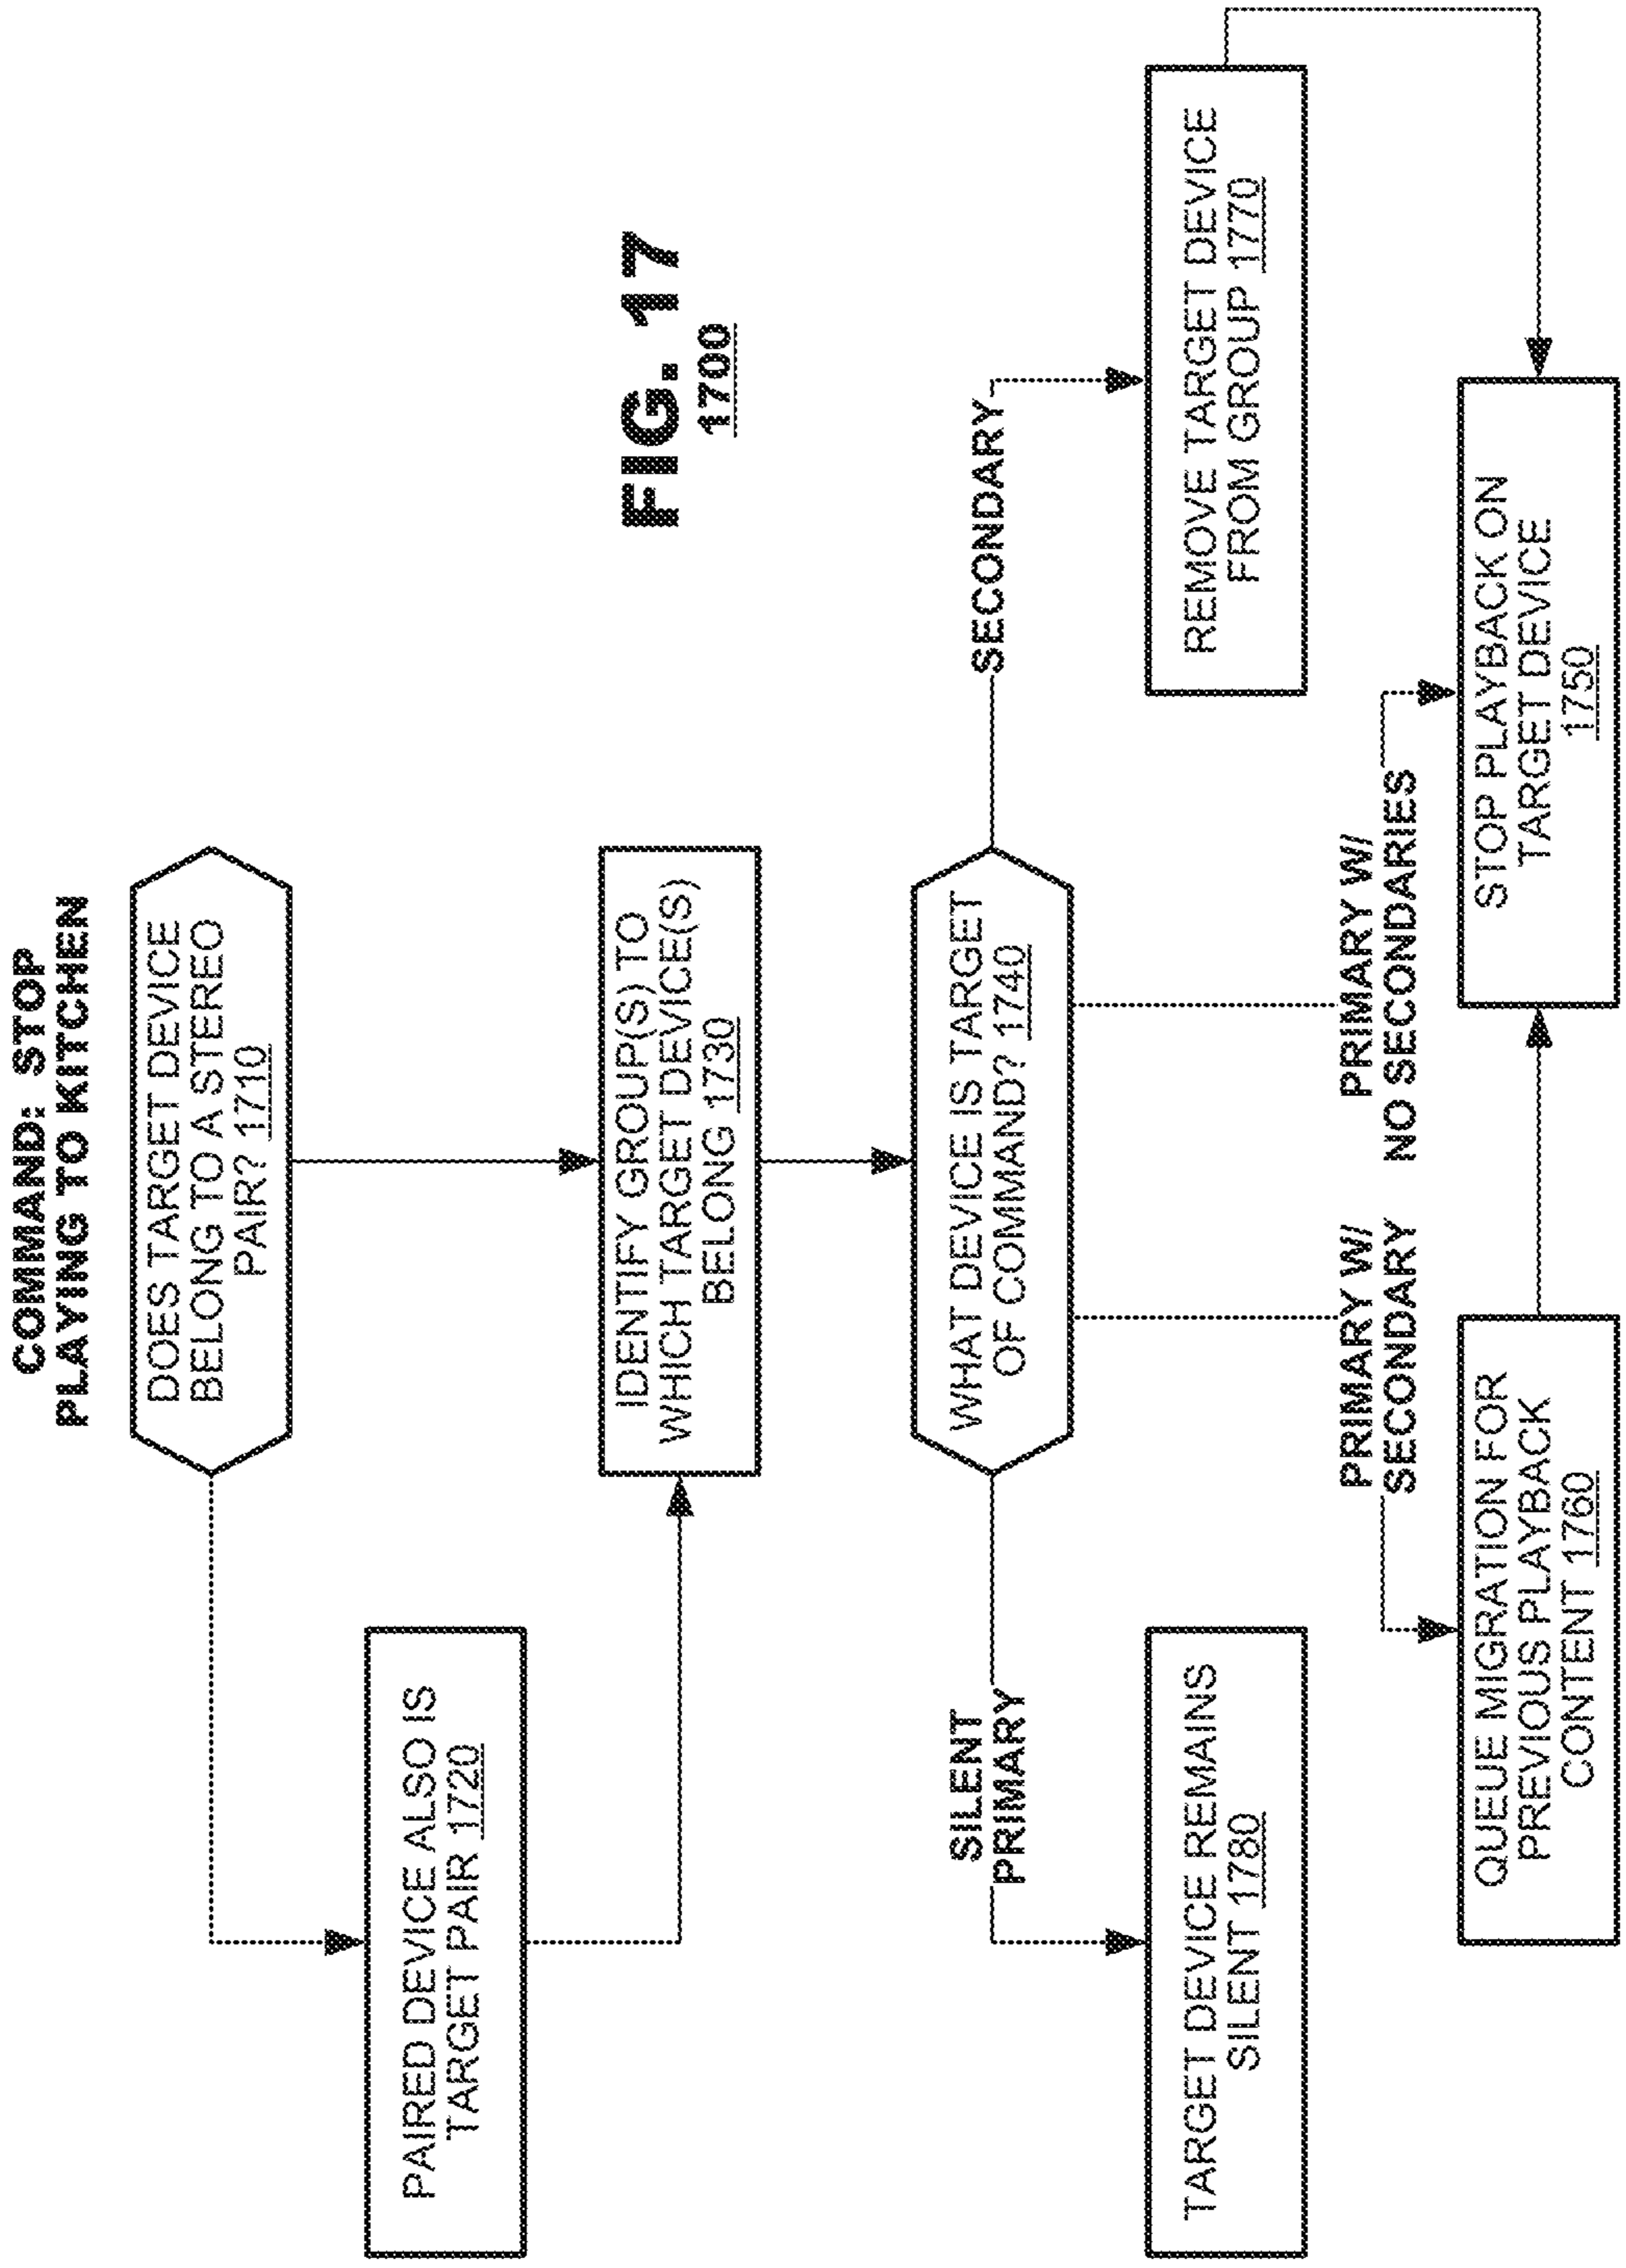 COMMAND: STOP
PLAYING TO KITCHEN
DOES TARGET DEVICE
BELONG TO A STEREO
PAIR? 1710
PAIRED DEVICE ALSO IS
TARGET PAIR 1720
IDENTIFY GROUP(S) TO
WHICH TARGET DEVICE(S)
BELONG 1730
FIG. 17
1700
WHAT DEVICE IS TARGET
OF COMMAND? 1740
SILENT
PRIMARY
SECONDARY
TARGET DEVICE REMAINS
SILENT 1780
REMOVE TARGET DEVICE
FROM GROUP 1770
PRIMARY W/
SECONDARY
PRIMARY W/
NO SECONDARIES
QUEUE MIGRATION FOR
PREVIOUS PLAYBACK
CONTENT 1760
STOP PLAYBACK ON
TARGET DEVICE
1750